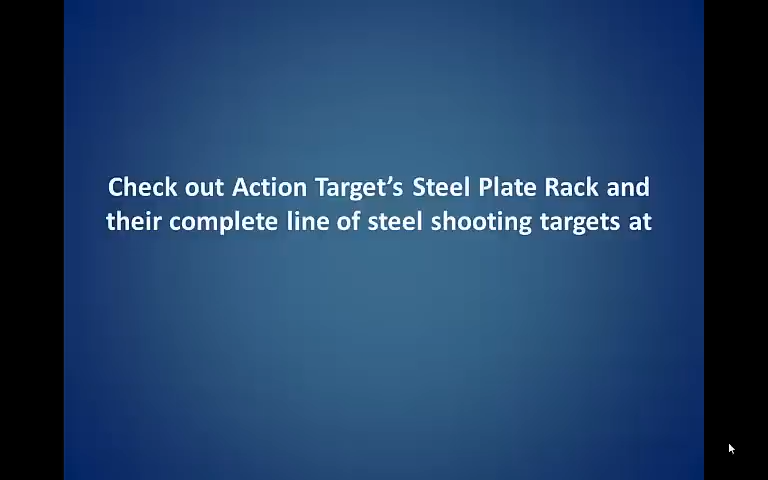 Check out Action Target’s Steel Plate Rack and
their complete line of steel shooting targets at